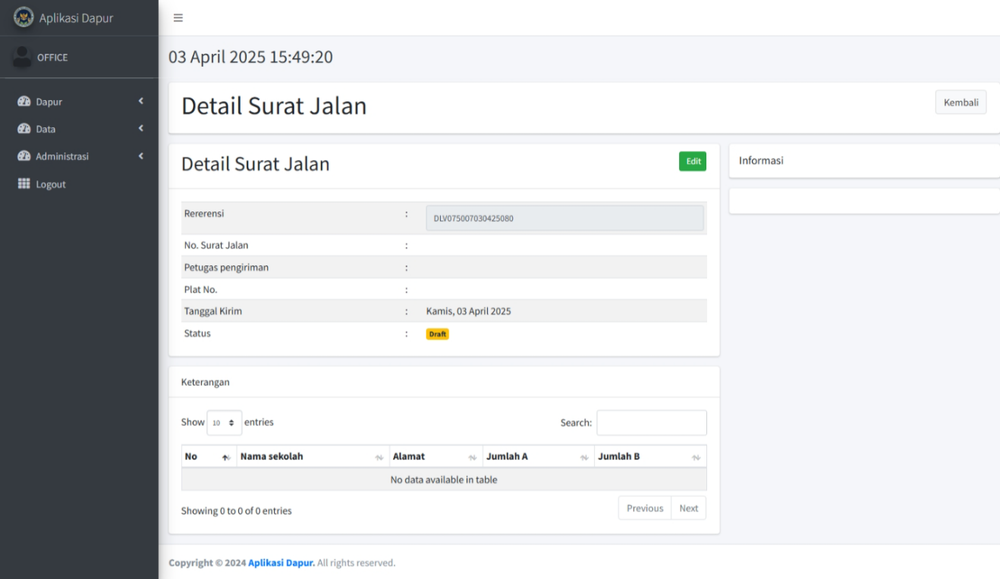 Aplikasi Dapur
OFFICE
Dapur
Data
Administrasi
Logout
03 April 2025 15:49:20
Detail Surat Jalan
Kembali
Detail Surat Jalan
Edit
Rererensi : DLV075007030425080
No. Surat Jalan :
Petugas pengiriman :
Plat No. :
Tanggal Kirim : Kamis, 03 April 2025
Status : Draft
Informasi
Keterangan
Show 10 entries Search:
No Nama sekolah Alamat Jumlah A Jumlah B
No data available in table
Showing 0 to 0 of 0 entries Previous Next
Copyright © 2024 Aplikasi Dapur. All rights reserved.